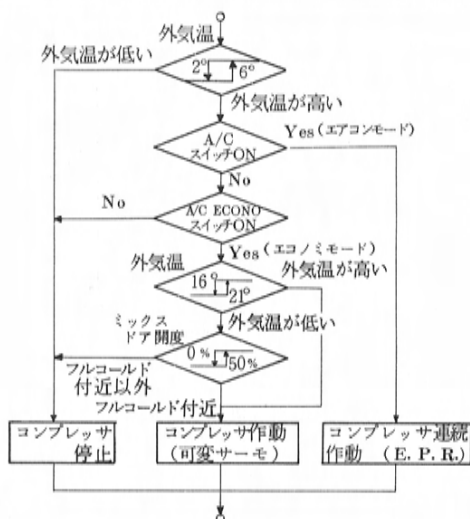 外気温
外気温が低い
2° 6°
外気温が高い
A/C
スイッチON
Yes(エアコンモード)
No
A/C ECONO
スイッチON
No
Yes(エコノミモード)
外気温
外気温が高い
16°
21°
ミックス
ドア開度
外気温が低い
0%
50%
フルコールド
付近以外
フルコールド付近
コンプレッサ
停止
コンプレッサ作動
(可変サーモ)
コンプレッサ連続
作動 (E. P. R.)